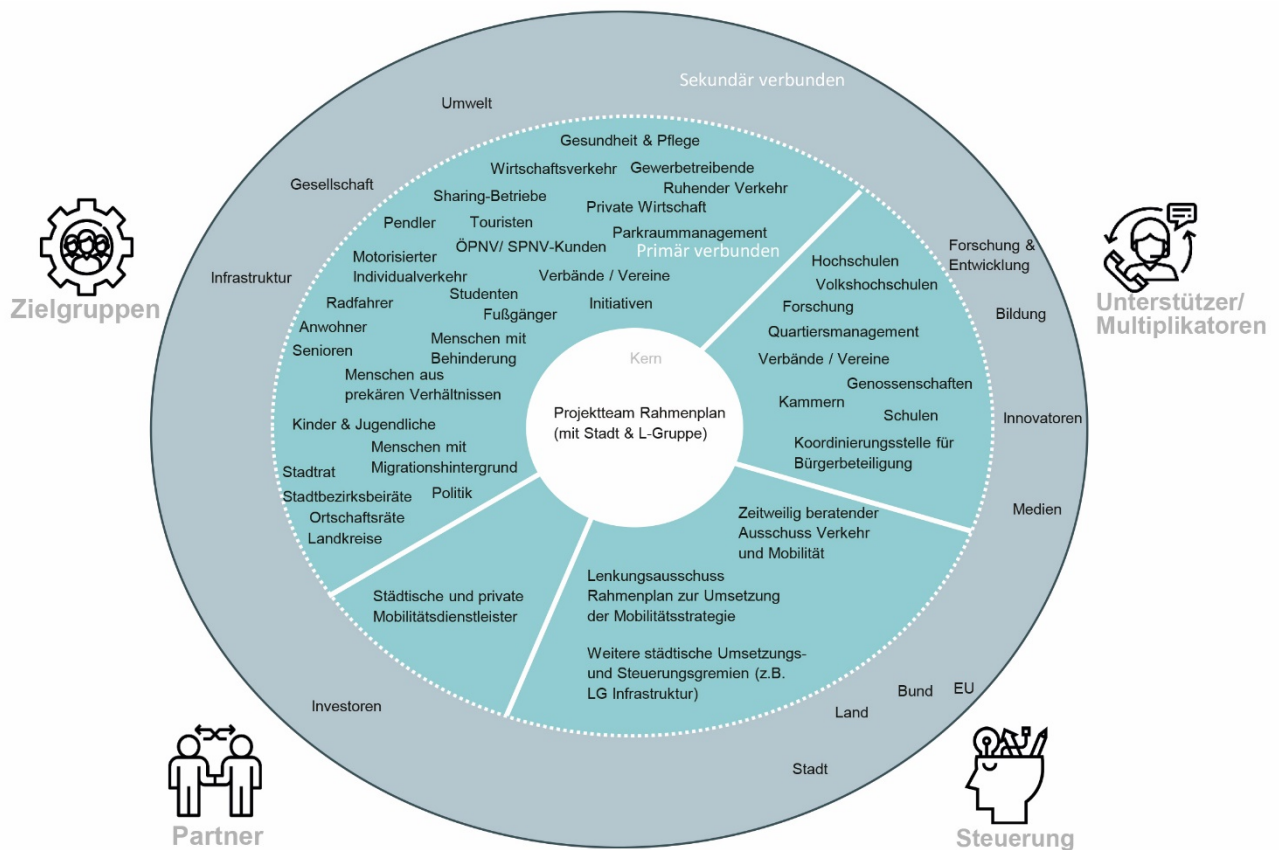 Sekundär verbunden
Umwelt
Gesellschaft
Infrastruktur
Zielgruppen
Gesundheit & Pflege
Wirtschaftsverkehr
Gewerbetreibende
Ruhender Verkehr
Sharing-Betriebe
Private Wirtschaft
Pendler
Touristen
Parkraummanagement
ÖPNV/ SPNV-Kunden
Primär verbunden
Motorisierter
Individualverkehr
Verbände / Vereine
Radfahrer
Studenten
Fußgänger
Initiativen
Anwohner
Senioren
Menschen mit
Behinderung
Menschen aus
prekären Verhältnissen
Kinder & Jugendliche
Menschen mit
Migrationshintergrund
Stadtrat
Stadtbezirksbeiräte
Politik
Ortschaftsräte
Landkreise
Kern
Projektteam Rahmenplan
(mit Stadt & L-Gruppe)
Hochschulen
Volkshochschulen
Forschung
Quartiersmanagement
Verbände / Vereine
Genossenschaften
Kammern
Schulen
Koordinierungsstelle für
Bürgerbeteiligung
Forschung &
Entwicklung
Bildung
Innovatoren
Medien
Unterstützer/
Multiplikatoren
Zeitweilig beratender
Ausschuss Verkehr
und Mobilität
Lenkungsausschuss
Rahmenplan zur Umsetzung
der Mobilitätsstrategie
Weitere städtische Umsetzungs-
und Steuerungsgremien (z.B.
LG Infrastruktur)
Städtische und private
Mobilitätsdienstleister
Investoren
Partner
EU
Bund
Land
Stadt
Steuerung